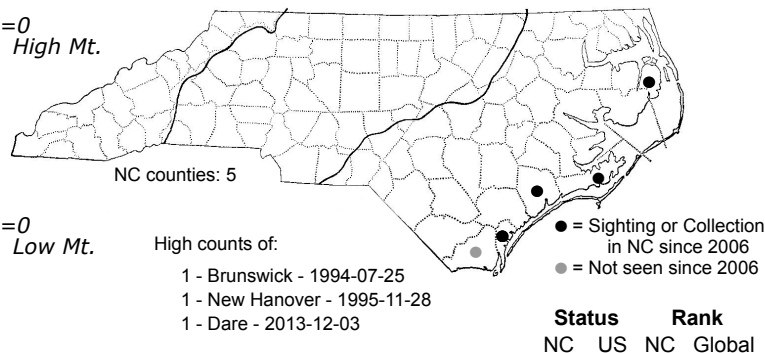 =0
High Mt.
NC counties: 5
=0
Low Mt.
High counts of:
1 - Brunswick - 1994-07-25
1 - New Hanover - 1995-11-28
1 - Dare - 2013-12-03
● = Sighting or Collection
in NC since 2006
● = Not seen since 2006
Status Rank
NC US NC Global